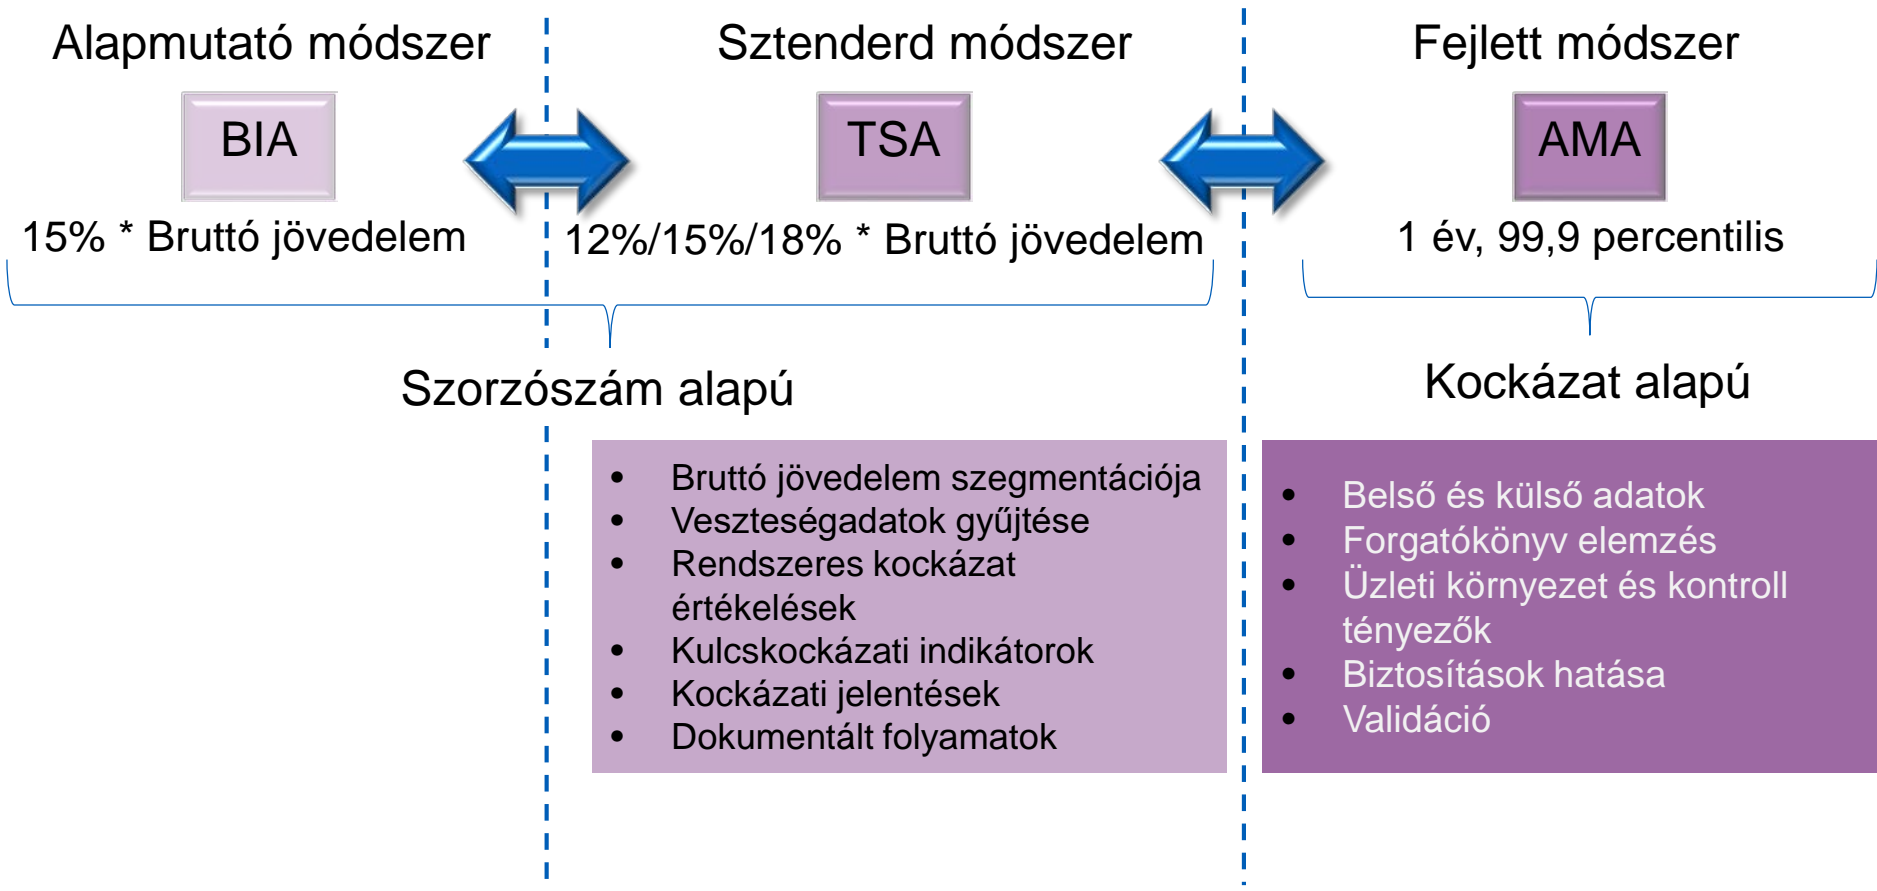 Alapmutató módszer
BIA
15% * Bruttó jövedelem
Sztenderd módszer
TSA
12%/15%/18% * Bruttó jövedelem
Fejlett módszer
AMA
1 év, 99,9 percentilis
Szorzószám alapú
Kockázat alapú
• Bruttó jövedelem szegmentációja
• Veszteségadatok gyűjtése
• Rendszeres kockázat
értékelések
• Kulcskockázati indikátorok
• Kockázati jelentések
• Dokumentált folyamatok
• Belső és külső adatok
• Forgatókönyv elemzés
• Üzleti környezet és kontroll
tényezők
• Biztosítások hatása
• Validáció